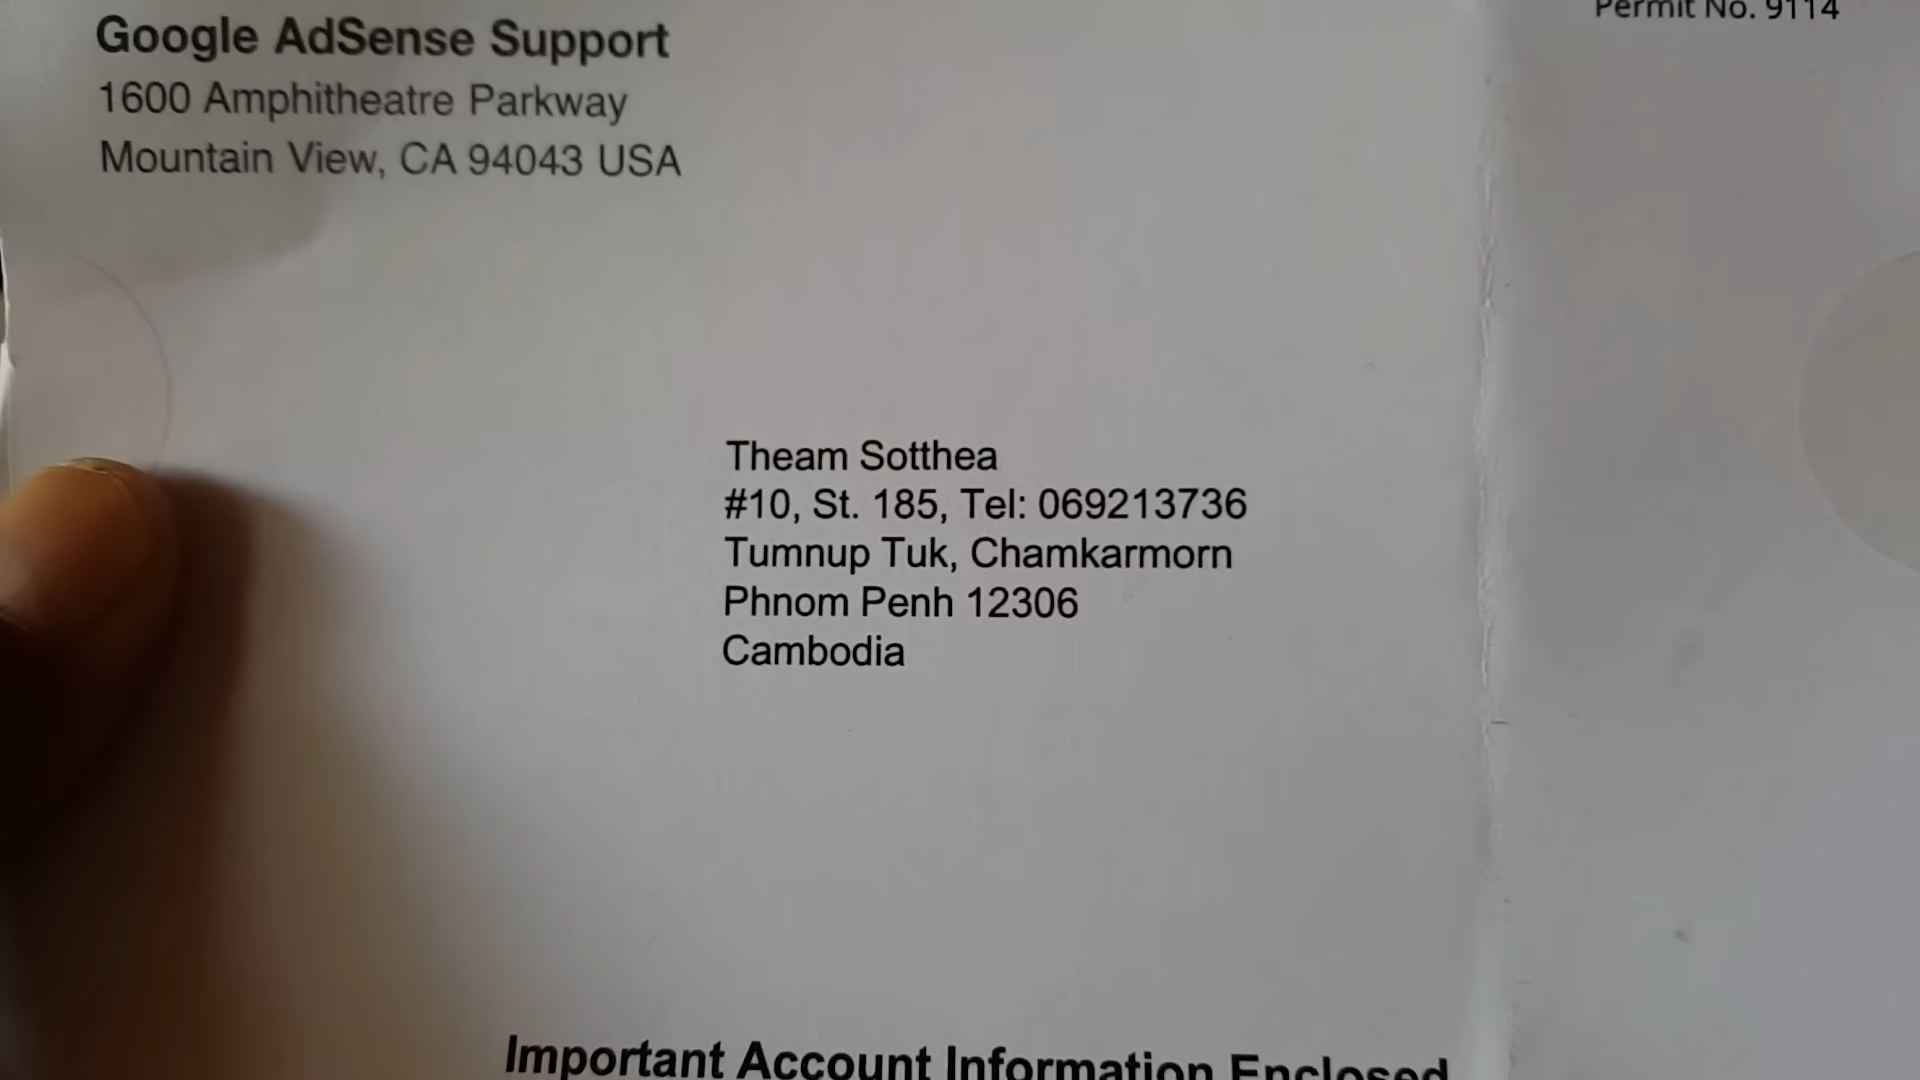 Google AdSense Support
1600 Amphitheatre Parkway
Mountain View, CA 94043 USA
Permit No. 9114
Theam Sotthea
#10, St. 185, Tel: 069213736
Tumnup Tuk, Chamkarmorn
Phnom Penh 12306
Cambodia
Important Account Information Enclosed